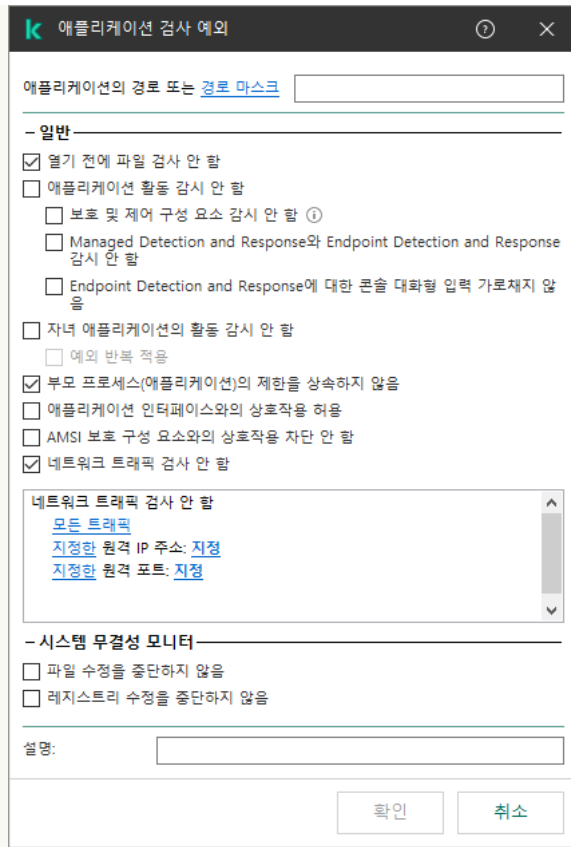 애플리케이션 검사 예외
애플리케이션의 경로 또는 경로 마스크
일반
열기 전에 파일 검사 안 함
애플리케이션 활동 감시 안 함
보호 및 제어 구성 요소 감시 안 함
Managed Detection and Response와 Endpoint Detection and Response
감시 안 함
Endpoint Detection and Response에 대한 콘솔 대화형 입력 가로채지 않
음
자녀 애플리케이션의 활동 감시 안 함
예외 반복 적용
부모 프로세스(애플리케이션)의 제한을 상속하지 않음
애플리케이션 인터페이스와의 상호작용 허용
AMSI 보호 구성 요소와의 상호작용 차단 안 함
네트워크 트래픽 검사 안 함
네트워크 트래픽 검사 안 함
모든 트래픽
지정한 원격 IP 주소: 지정
지정한 원격 포트: 지정
시스템 무결성 모니터
파일 수정을 중단하지 않음
레지스트리 수정을 중단하지 않음
설명:
확인 취소